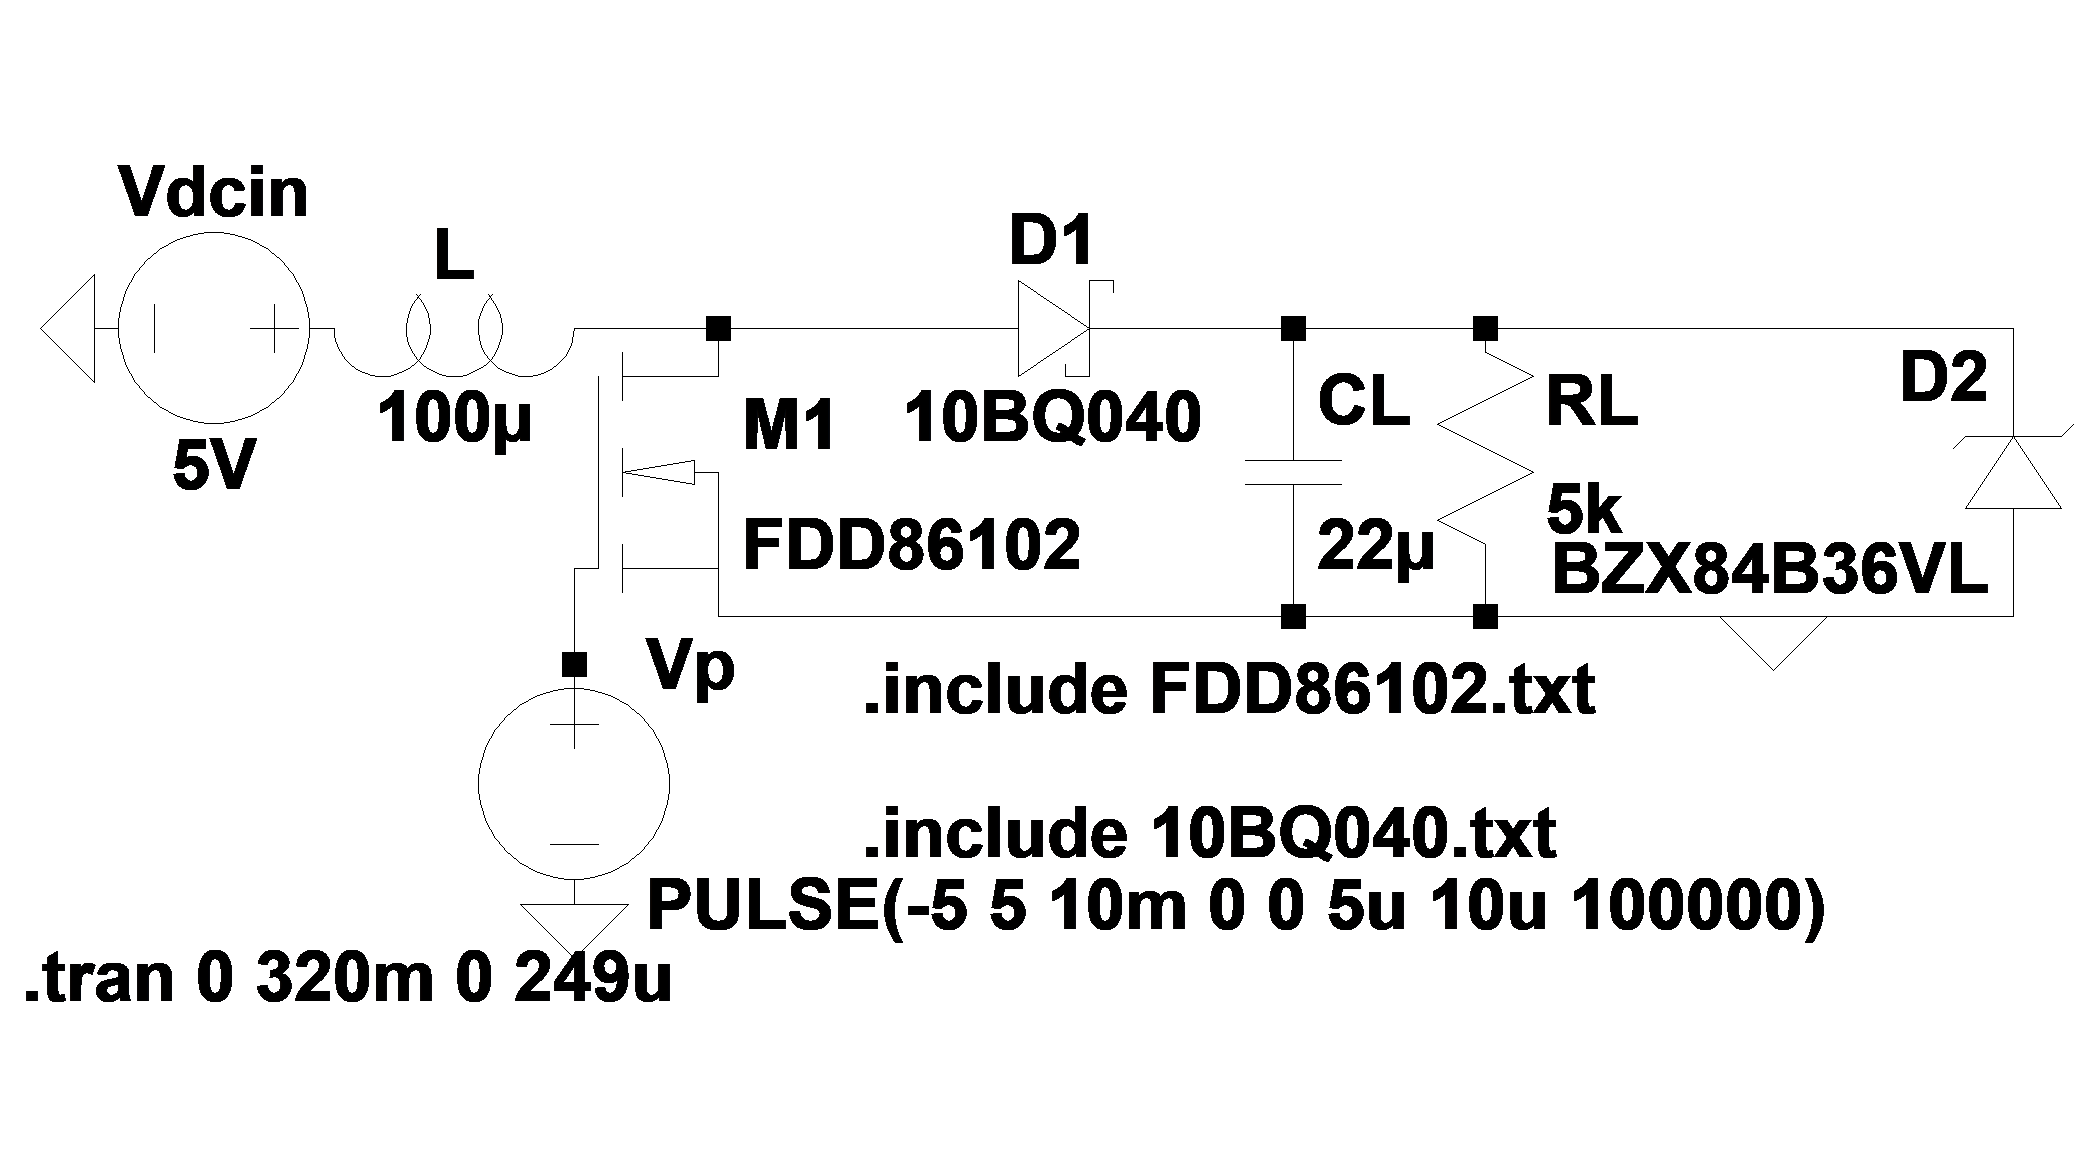 Vdcin
L
D1
D2
100µ
M1
10BQ040
CL
RL
5V
5k
FDD86102
22µ
BZX84B36VL
Vp
.include FDD86102.txt
.include 10BQ040.txt
PULSE(-5 5 10m 0 0 5u 10u 100000)
.tran 0 320m 0 249u